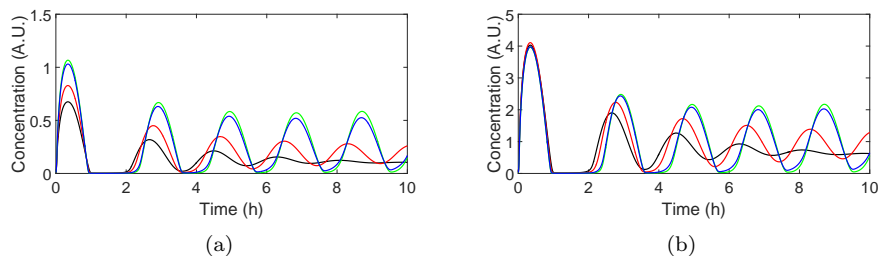 1.5
1
0.5
0
Concentration (A.U.)
0 2 4 6 8 10
Time (h)
(a)
5
4
3
2
1
0
Concentration (A.U.)
0 2 4 6 8 10
Time (h)
(b)